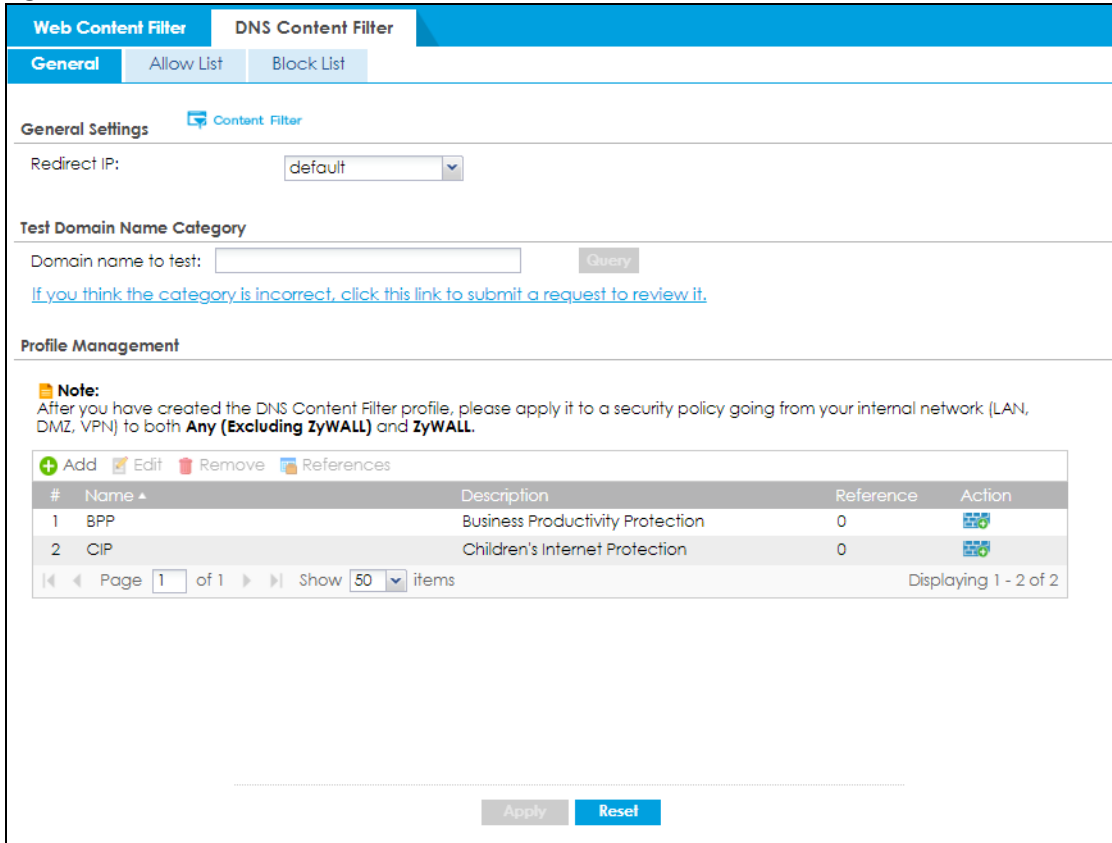 Web Content Filter DNS Content Filter
General Allow List Block List
General Settings Content Filter
Redirect IP: default
Test Domain Name Category
Domain name to test: Query
If you think the category is incorrect, click this link to submit a request to review it.
Profile Management
Note:
After you have created the DNS Content Filter profile, please apply it to a security policy going from your internal network (LAN,
DMZ, VPN) to both Any (Excluding ZyWALL) and ZyWALL.
Add Edit Remove References
# Name Description Reference Action
1 BPP Business Productivity Protection 0
2 CIP Children's Internet Protection 0
Page 1 of 1 Show 50 items Displaying 1 - 2 of 2
Apply Reset